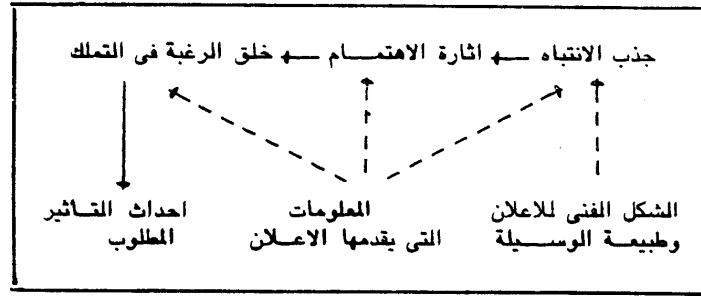 جذب الانتباه ← اثارة الاهتمام ← خلق الرغبة فى التملك
الشكل الفنى للاعلان
وطبيعة الوسيلة
المعلومات
التى يقدمها الاعلان
احداث التأثير
المطلوب